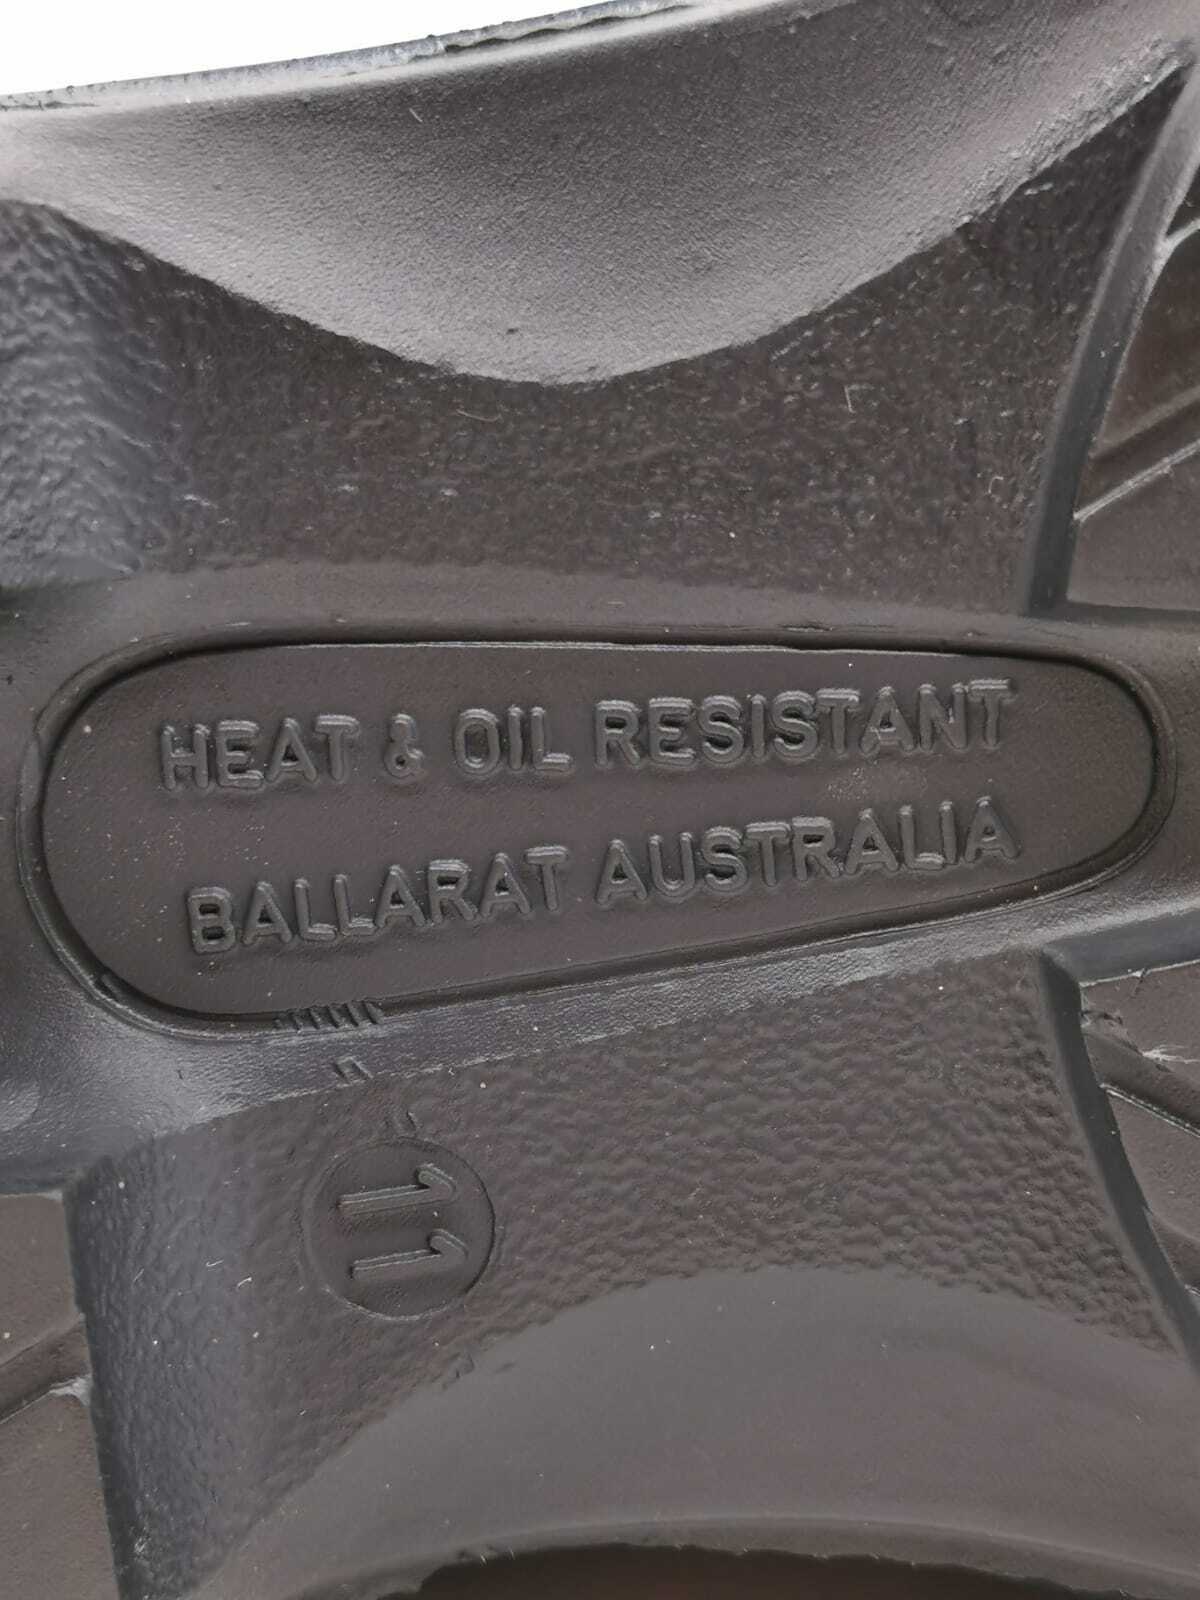 HEAT & OIL RESISTANT
BALLARAT AUSTRALIA
11